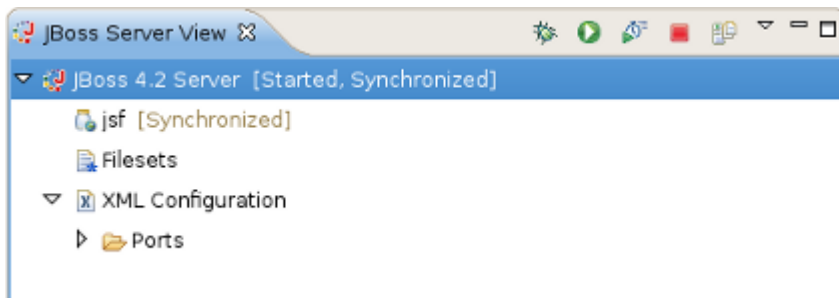 JBoss Server View
JBoss 4.2 Server [Started, Synchronized]
jsf [Synchronized]
Filesets
XML Configuration
Ports